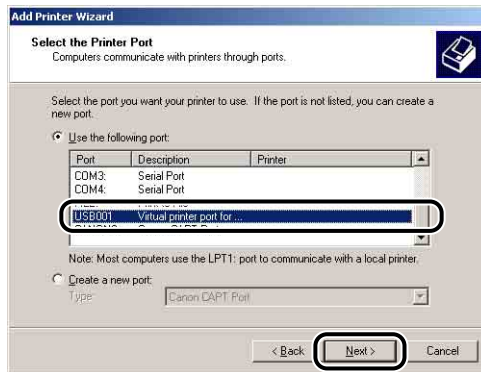 Add Printer Wizard
Select the Printer Port
Computers communicate with printers through ports.
Select the port you want your printer to use. If the port is not listed, you can create a
new port.
Use the following port:
Port Description Printer
COM3: Serial Port
COM4: Serial Port
USB001 Virtual printer port for ...
Note: Most computers use the LPT1: port to communicate with a local printer.
Create a new port:
Type: Canon CAPT Port
< Back Next > Cancel